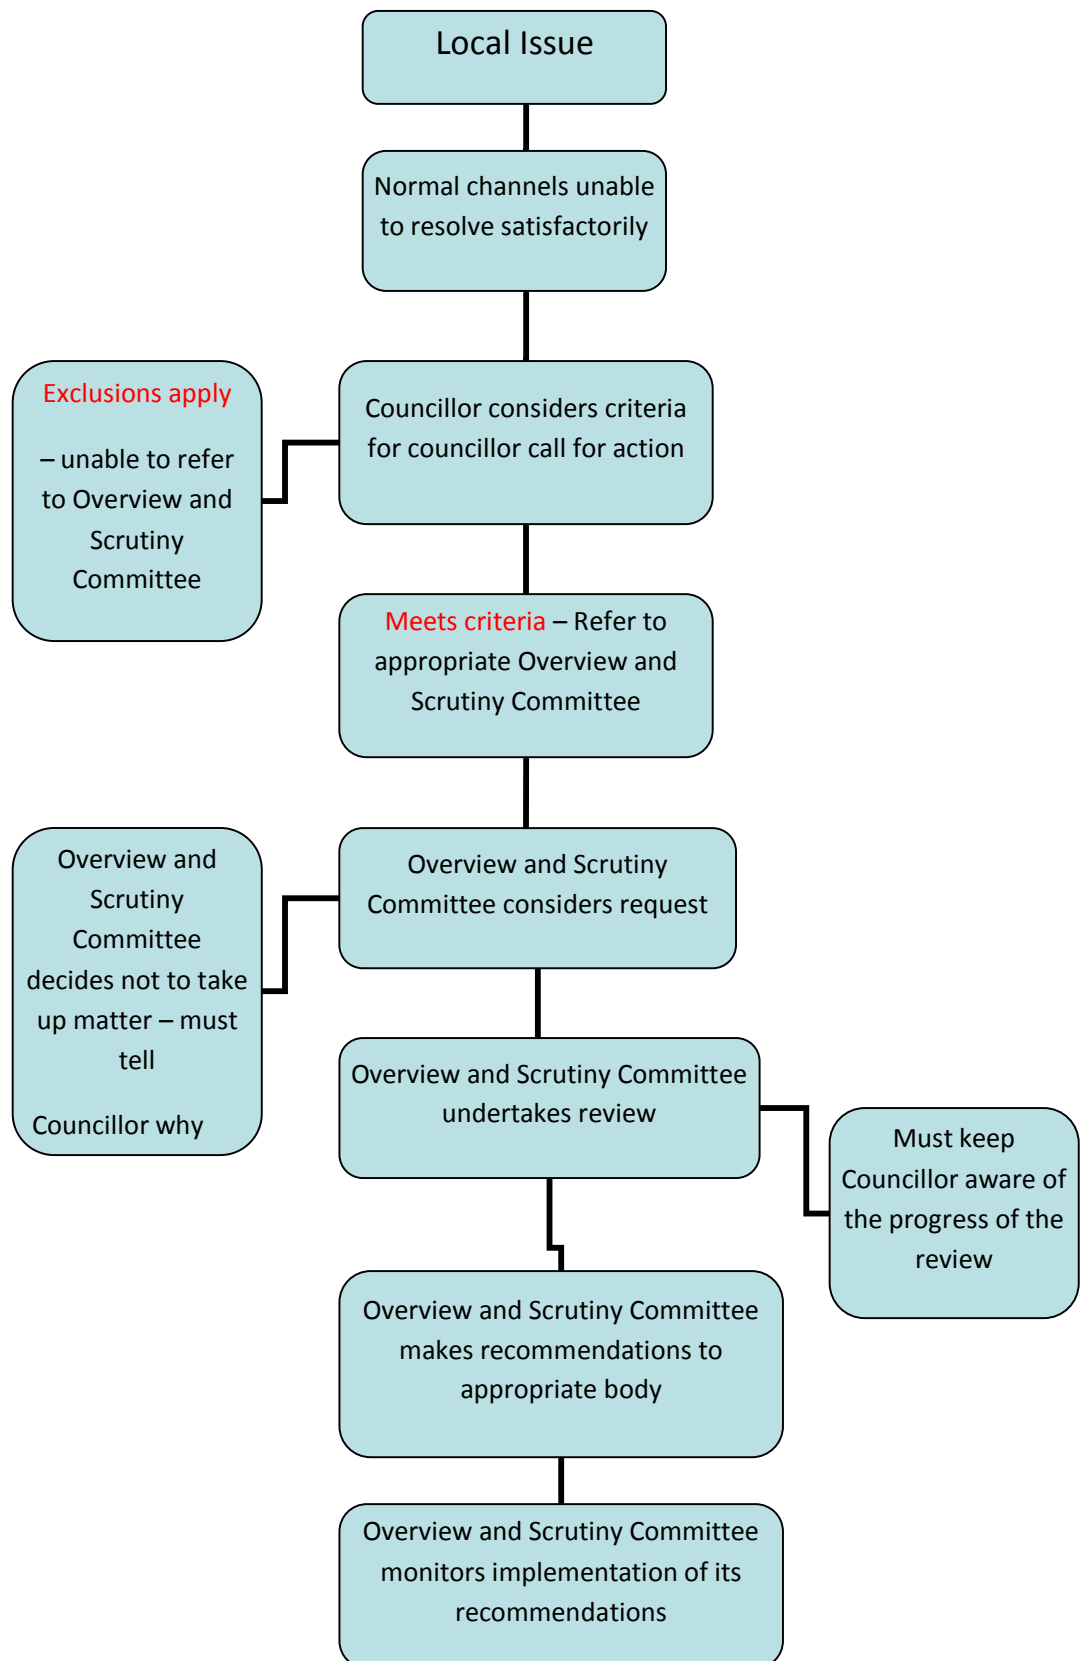 Local Issue
Normal channels unable
to resolve satisfactorily
Exclusions apply
– unable to refer
to Overview and
Scrutiny
Committee
Councillor considers criteria
for councillor call for action
Meets criteria – Refer to
appropriate Overview and
Scrutiny Committee
Overview and
Scrutiny
Committee
decides not to take
up matter – must
tell
Councillor why
Overview and Scrutiny
Committee considers request
Overview and Scrutiny Committee
undertakes review
Must keep
Councillor aware of
the progress of the
review
Overview and Scrutiny Committee
makes recommendations to
appropriate body
Overview and Scrutiny Committee
monitors implementation of its
recommendations